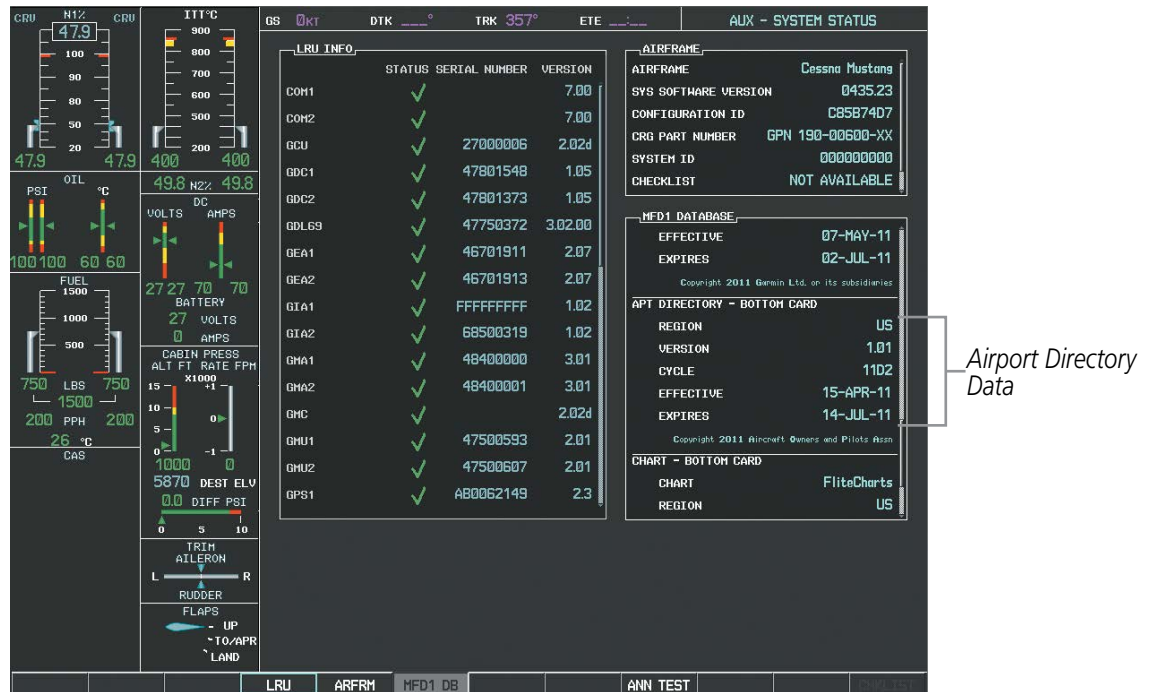 GS 0KT DTK ___° TRK 357° ETE __:__ AUX - SYSTEM STATUS
CRU N1% CRU
47.9
100
90
80
50
20
47.9 47.9
ITT°C
900
800
700
600
500
200
400 400
OIL
PSI °C
100 100 60 60
49.8 N2% 49.8
DC
VOLTS AMPS
27 27 70 70
BATTERY
27 VOLTS
0 AMPS
FUEL
1500
1000
500
750 LBS 750
1500
200 PPH 200
26 °C
CAS
CABIN PRESS
ALT FT RATE FPM
X1000
15 +1
10 0
5
0 -1
1000 0
5870 DEST ELV
0.0 DIFF PSI
0 5 10
TRIM
AILERON
L R
RUDDER
FLAPS
UP
TO/APR
LAND
LRU INFO
STATUS SERIAL NUMBER VERSION
COM1 ✓ 7.00
COM2 ✓ 7.00
GCU ✓ 27000006 2.02d
GDC1 ✓ 47801548 1.05
GDC2 ✓ 47801373 1.05
GDL69 ✓ 47750372 3.02.00
GEA1 ✓ 46701911 2.07
GEA2 ✓ 46701913 2.07
GIA1 ✓ FFFFFFFFF 1.02
GIA2 ✓ 68500319 1.02
GMA1 ✓ 48400000 3.01
GMA2 ✓ 48400001 3.01
GMC ✓ 2.02d
GMU1 ✓ 47500593 2.01
GMU2 ✓ 47500607 2.01
GPS1 ✓ AB0062149 2.3
AIRFRAME
AIRFRAME Cessna Mustang
SYS SOFTWARE VERSION 0435.23
CONFIGURATION ID C85B74D7
CRG PART NUMBER GPN 190-00600-XX
SYSTEM ID 000000000
CHECKLIST NOT AVAILABLE
MFD1 DATABASE
EFFECTIVE 07-MAY-11
EXPIRES 02-JUL-11
Copyright 2011 Garmin Ltd. or its subsidiaries
APT DIRECTORY - BOTTOM CARD
REGION US
VERSION 1.01
CYCLE 11D2
EFFECTIVE 15-APR-11
EXPIRES 14-JUL-11
Copyright 2011 Aircraft Owners and Pilots Assn
CHART - BOTTOM CARD
CHART FliteCharts
REGION US
Airport Directory
Data
LRU ARFRM MFD1 DB ANN TEST CHKLIST